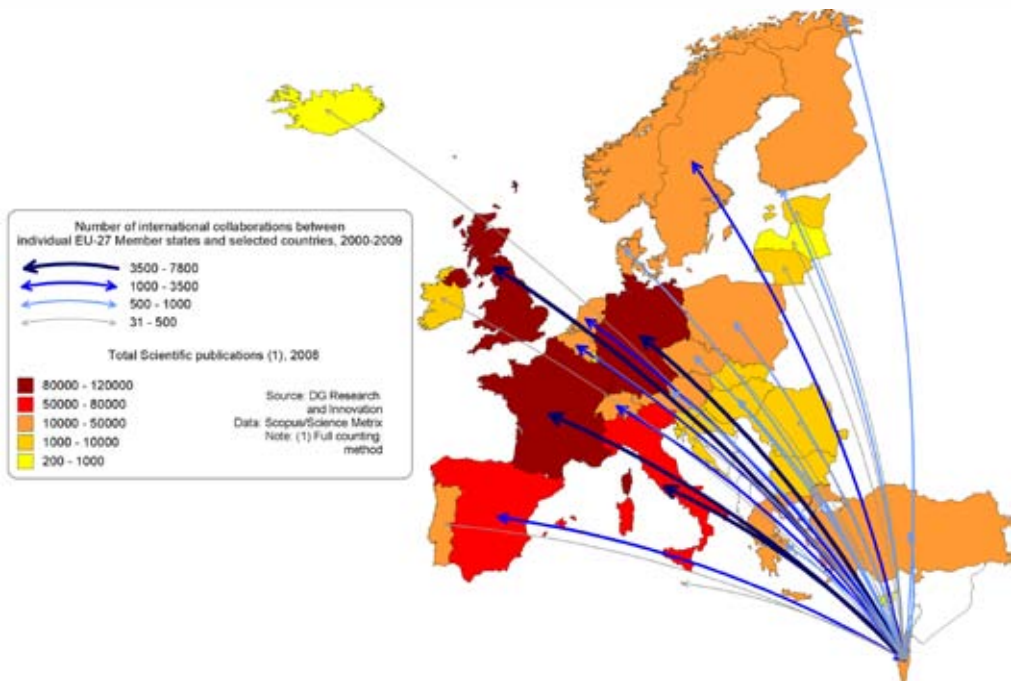 Number of international collaborations between
individual EU-27 Member states and selected countries, 2000-2009
3500 - 7800
1000 - 3500
500 - 1000
31 - 500
Total Scientific publications (1), 2008
80000 - 120000
50000 - 80000
10000 - 50000
1000 - 10000
200 - 1000
Source: DG Research
and Innovation
Data: Scopus/Science Metrix
Note: (1) Full counting
method